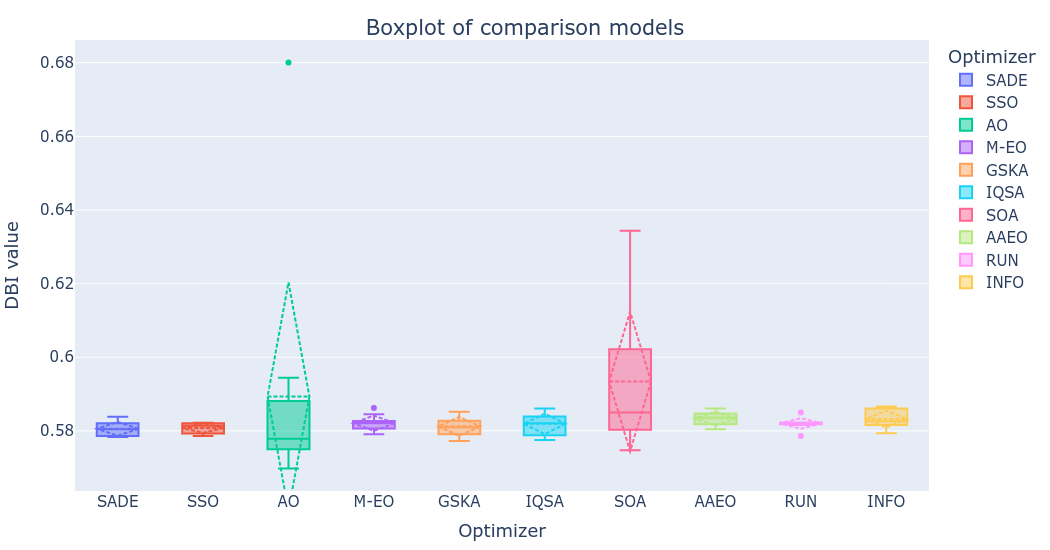 Boxplot of comparison models
DBI value
0.68
0.66
0.64
0.62
0.6
0.58
SADE
SSO
AO
M-EO
GSKA
IQSA
SOA
AAEO
RUN
INFO
Optimizer
Optimizer
SADE
SSO
AO
M-EO
GSKA
IQSA
SOA
AAEO
RUN
INFO